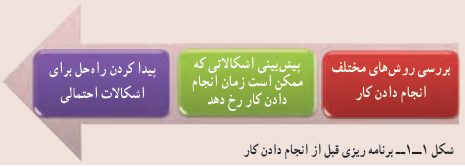 بررسی روش‌های مختلف
انجام دادن کار
پیش‌بینی اشکالاتی که
ممکن است زمان انجام
دادن کار رخ دهد
پیدا کردن راه‌حل برای
اشکالات احتمالی
شکل ۱ــ۱ــ برنامه ریزی قبل از انجام دادن کار